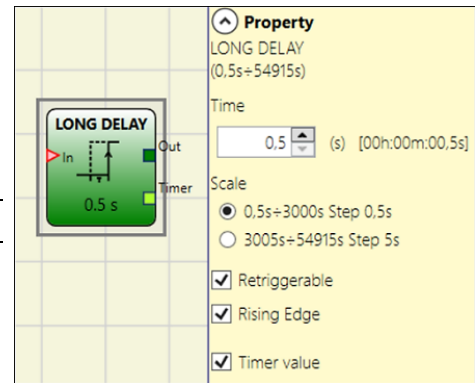 LONG DELAY
In
Out
Timer
0.5 s
Property
LONG DELAY
(0,5s÷54915s)
Time
0,5 (s) [00h:00m:00,5s]
Scale
0,5s÷3000s Step 0,5s
3005s÷54915s Step 5s
Retriggerable
Rising Edge
Timer value